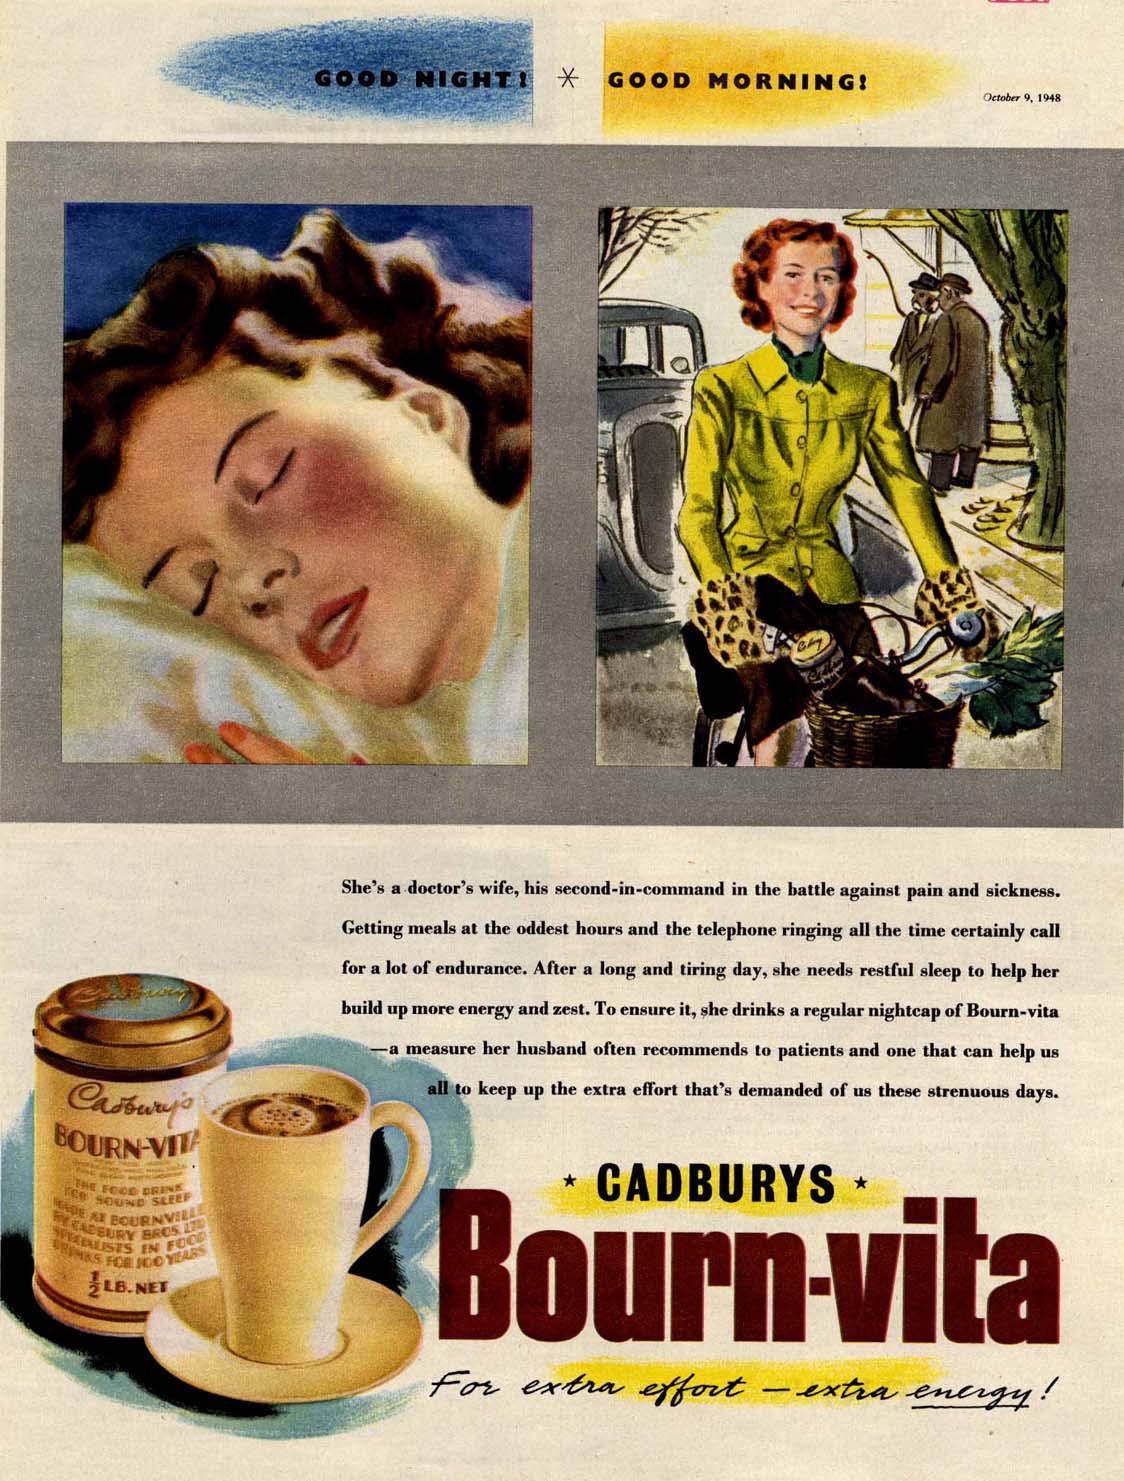 GOOD NIGHT! * GOOD MORNING!
October 9, 1948
She's a doctor's wife, his second-in-command in the battle against pain and sickness.
Getting meals at the oddest hours and the telephone ringing all the time certainly call
for a lot of endurance. After a long and tiring day, she needs restful sleep to help her
build up more energy and zest. To ensure it, she drinks a regular nightcap of Bourn-vita
—a measure her husband often recommends to patients and one that can help us
all to keep up the extra effort that's demanded of us these strenuous days.
Cadbury
Cadbury's
BOURN-VITA
THE FOOD DRINK
FOR SOUND SLEEP
MADE AT BOURNVILLE
BY CADBURY BROS. LTD
SPECIALISTS IN FOOD
DRINKS FOR 100 YEARS
½ LB. NET
★ CADBURYS ★
Bourn-vita
For extra effort — extra energy!